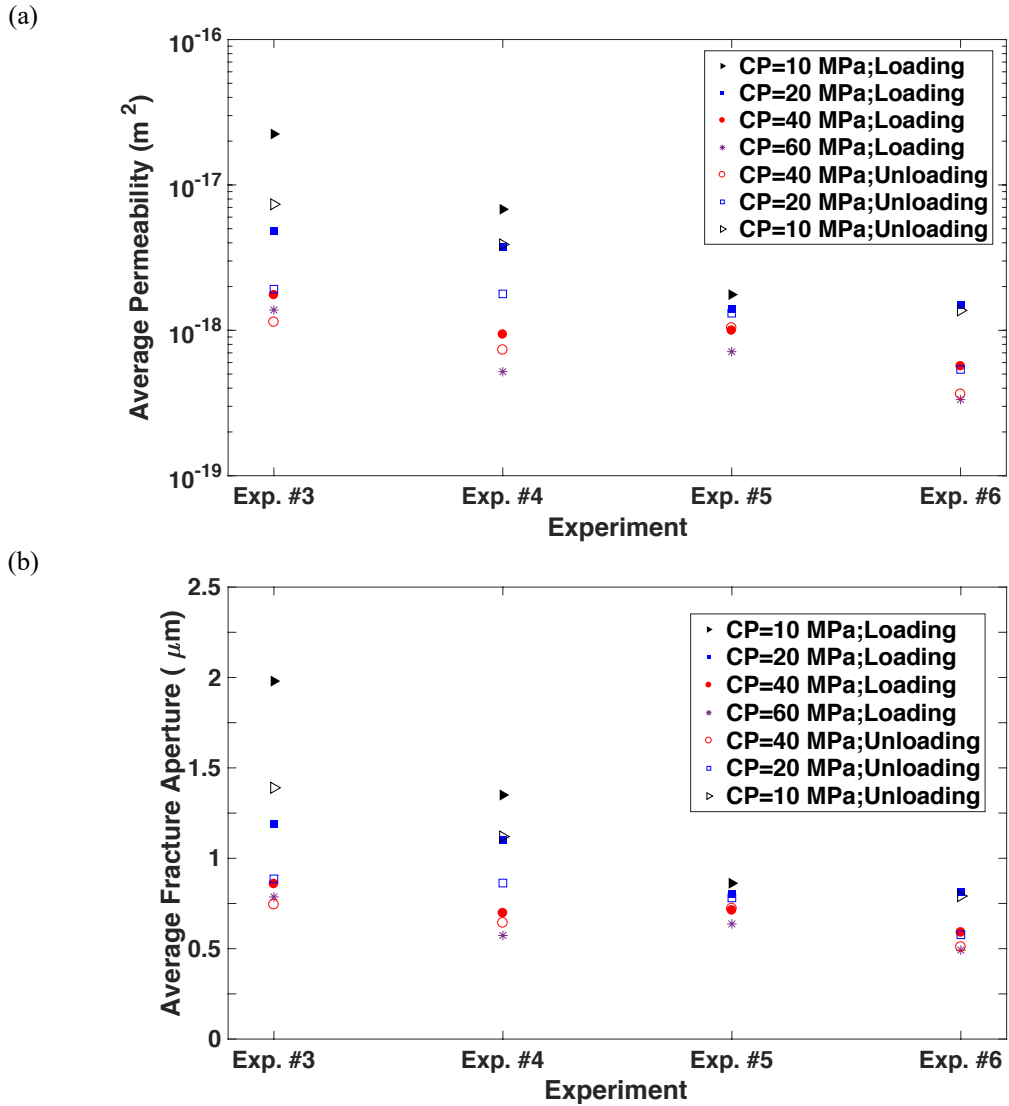 (a)
10-16
10-17
10-18
10-19
Average Permeability (m 2)
CP=10 MPa;Loading
CP=20 MPa;Loading
CP=40 MPa;Loading
CP=60 MPa;Loading
CP=40 MPa;Unloading
CP=20 MPa;Unloading
CP=10 MPa;Unloading
Exp. #3 Exp. #4 Exp. #5 Exp. #6
Experiment
(b)
2.5
2
1.5
1
0.5
0
Average Fracture Aperture ( μm)
CP=10 MPa;Loading
CP=20 MPa;Loading
CP=40 MPa;Loading
CP=60 MPa;Loading
CP=40 MPa;Unloading
CP=20 MPa;Unloading
CP=10 MPa;Unloading
Exp. #3 Exp. #4 Exp. #5 Exp. #6
Experiment